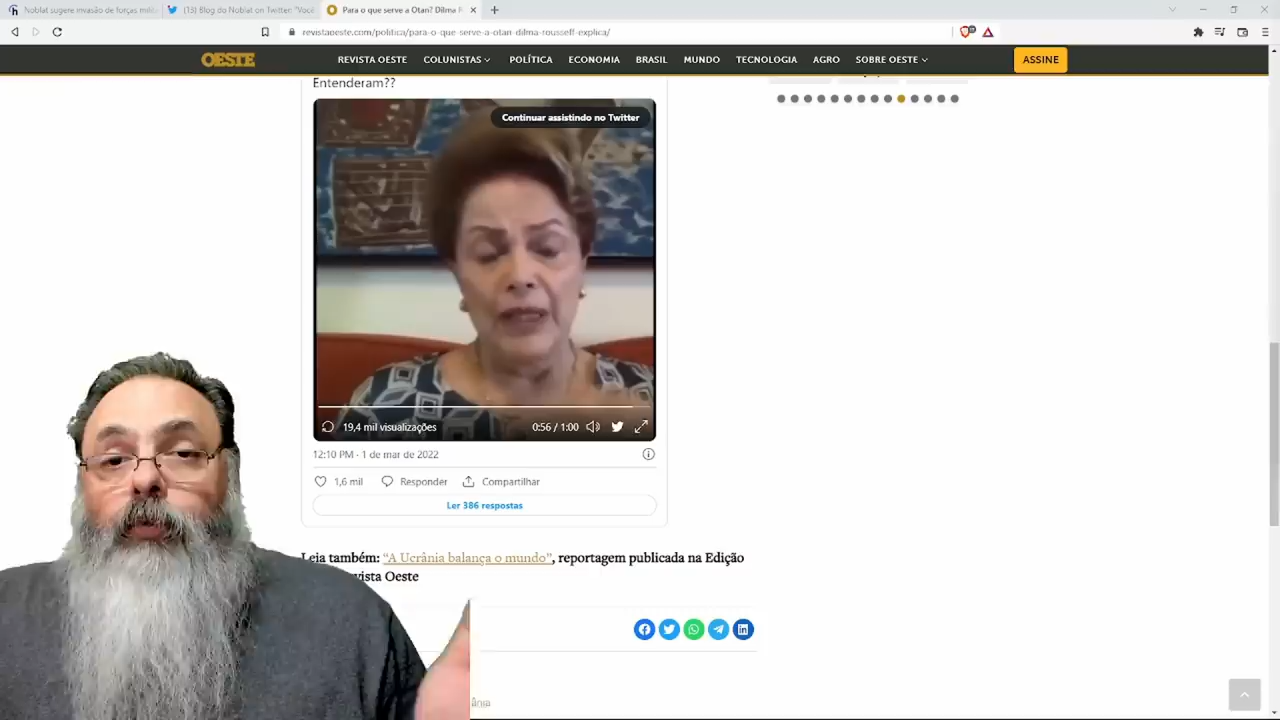 Noblat sugere invasão de forças milit
(13) Blog do Noblat on Twitter: "Você
Para o que serve a Otan? Dilma R
revistaoeste.com/politica/para-o-que-serve-a-otan-dilma-rousseff-explica/
OESTE
REVISTA OESTE COLUNISTAS POLÍTICA ECONOMIA BRASIL MUNDO TECNOLOGIA AGRO SOBRE OESTE
ASSINE
Entenderam??
Continuar assistindo no Twitter
19,4 mil visualizações
0:56 / 1:00
12:10 PM · 1 de mar de 2022
1,6 mil Responder Compartilhar
Ler 386 respostas
Leia também: “A Ucrânia balança o mundo”, reportagem publicada na Edição
vista Oeste